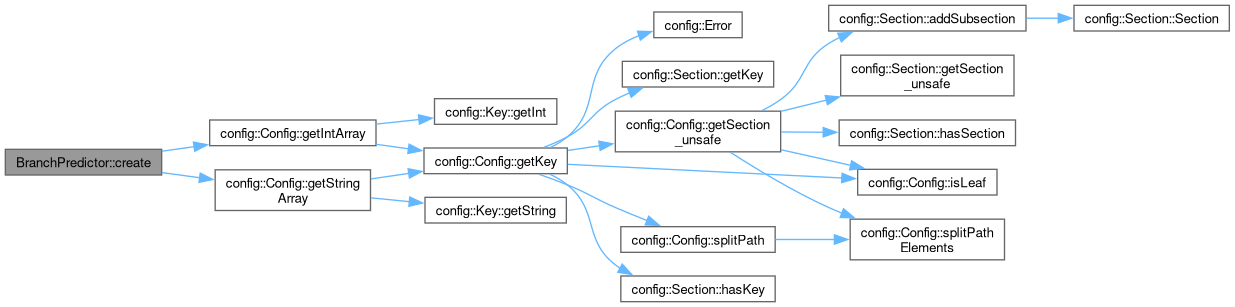 BranchPredictor::create
config::Config::getIntArray
config::Config::getString
Array
config::Key::getInt
config::Config::getKey
config::Key::getString
config::Error
config::Section::getKey
config::Config::getSection
_unsafe
config::Config::splitPath
config::Section::hasKey
config::Section::addSubsection
config::Section::getSection
_unsafe
config::Section::hasSection
config::Config::isLeaf
config::Config::splitPath
Elements
config::Section::Section